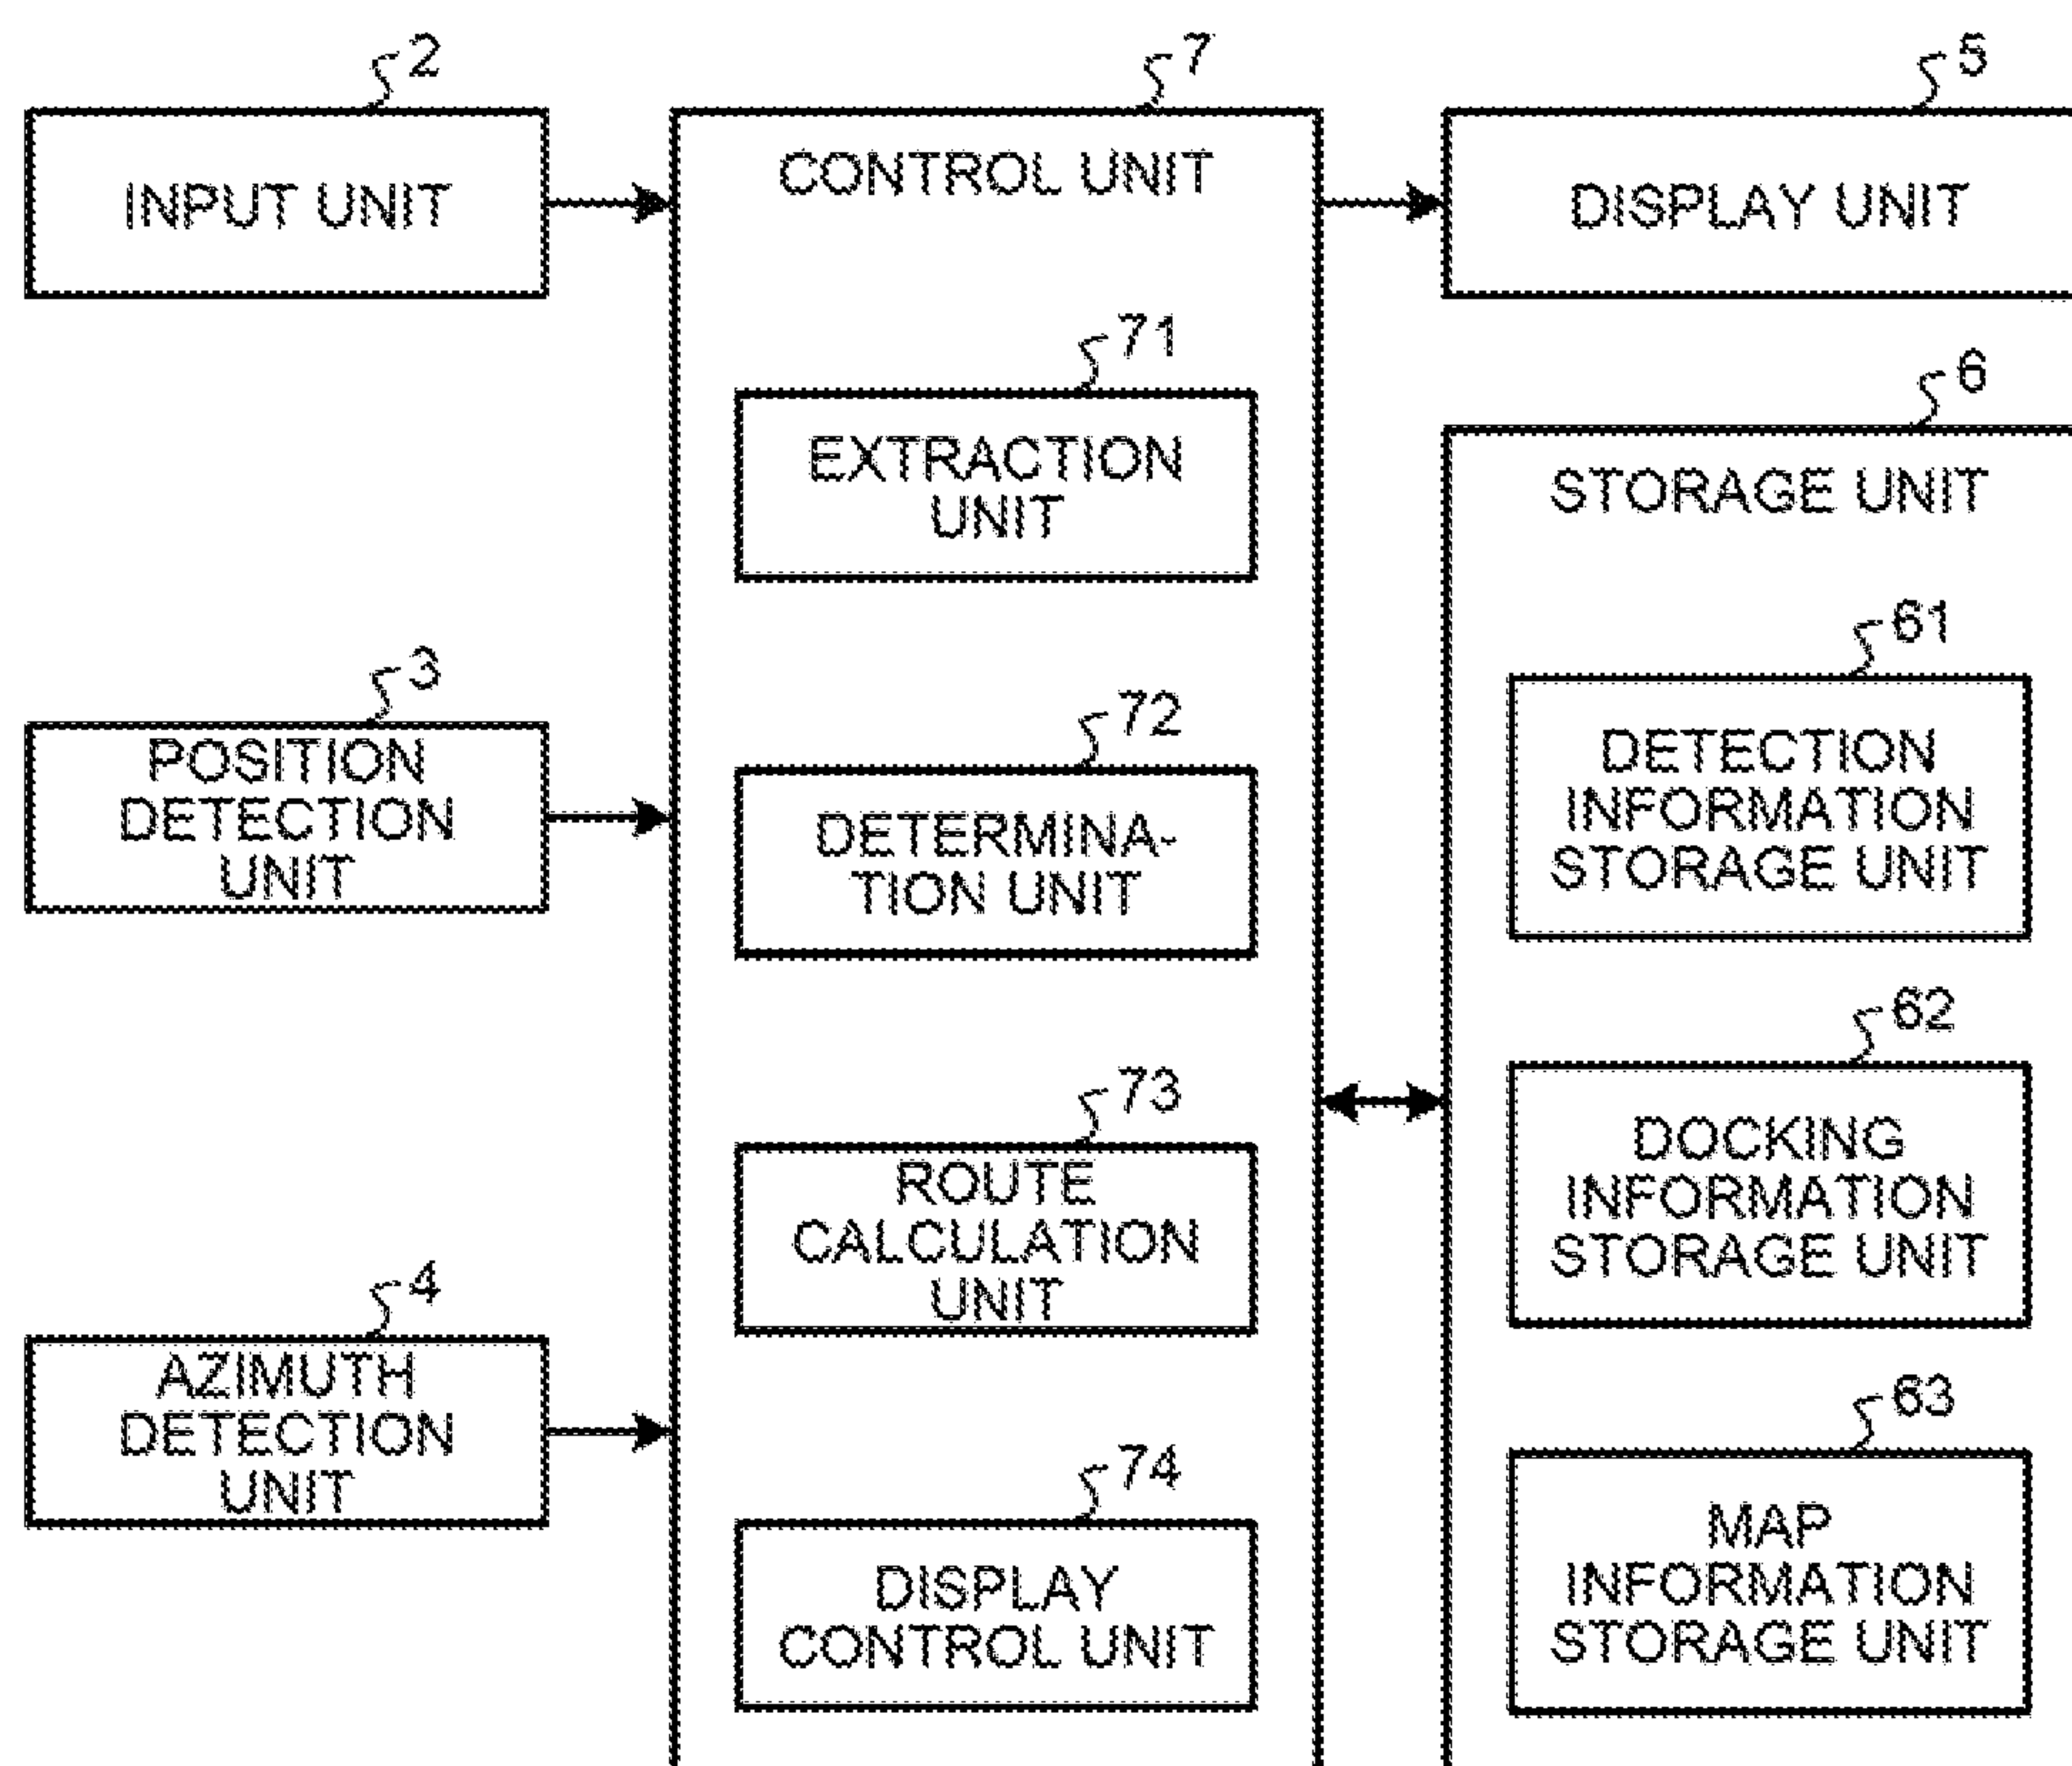 2
INPUT UNIT
3
POSITION
DETECTION
UNIT
4
AZIMUTH
DETECTION
UNIT
7
CONTROL UNIT
71
EXTRACTION
UNIT
72
DETERMINA-
TION UNIT
73
ROUTE
CALCULATION
UNIT
74
DISPLAY
CONTROL UNIT
5
DISPLAY UNIT
6
STORAGE UNIT
61
DETECTION
INFORMATION
STORAGE UNIT
62
DOCKING
INFORMATION
STORAGE UNIT
63
MAP
INFORMATION
STORAGE UNIT